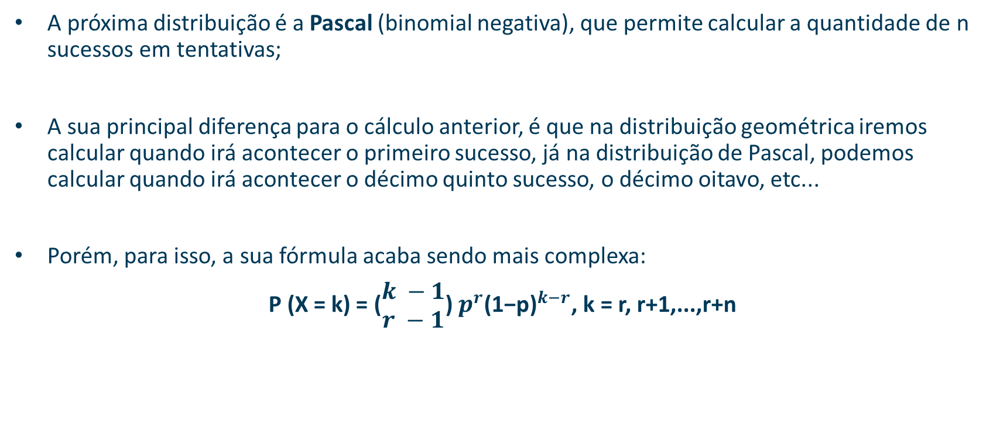 • A próxima distribuição é a Pascal (binomial negativa), que permite calcular a quantidade de n
sucessos em tentativas;
• A sua principal diferença para o cálculo anterior, é que na distribuição geométrica iremos
calcular quando irá acontecer o primeiro sucesso, já na distribuição de Pascal, podemos
calcular quando irá acontecer o décimo quinto sucesso, o décimo oitavo, etc...
• Porém, para isso, a sua fórmula acaba sendo mais complexa:
P (X = k) = (k − 1 r − 1) p^r (1−p)^{k−r}, k = r, r+1,...,r+n